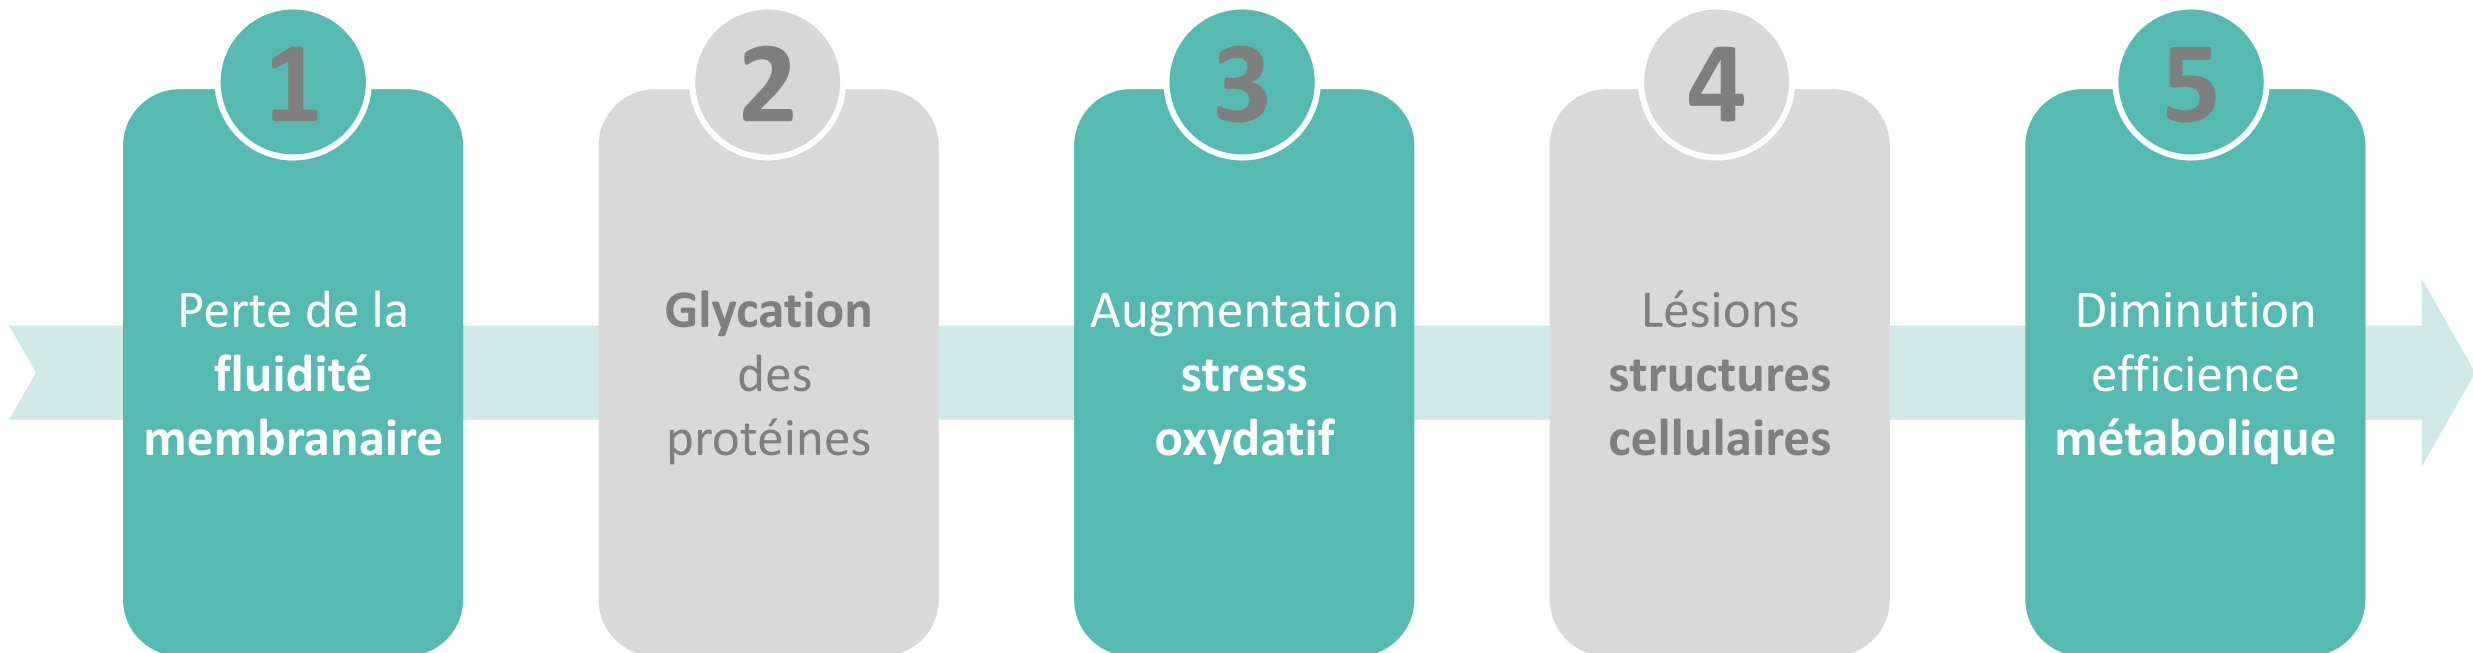 1
Perte de la
fluidité
membranaire
2
Glycation
des
protéines
3
Augmentation
stress
oxydatif
4
Lésions
structures
cellulaires
5
Diminution
efficience
métabolique